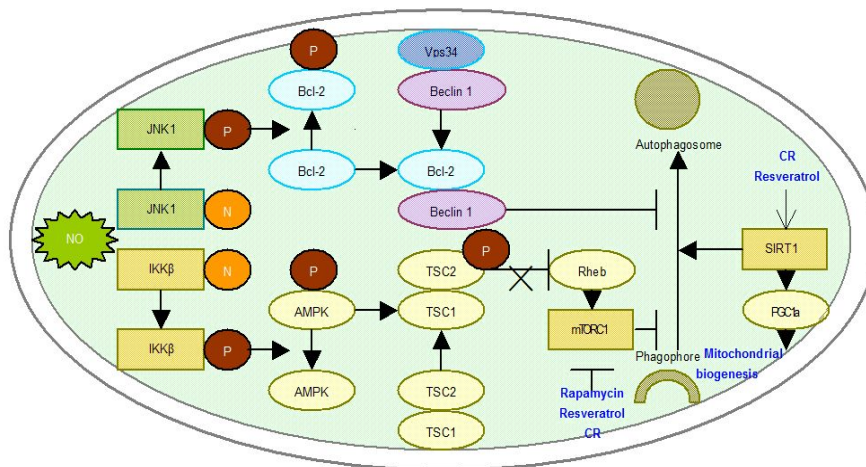 P
Vps34
Bcl-2
Beclin 1
JNK1
P
Autophagosome
CR
Resveratrol
Bcl-2
Bcl-2
JNK1
N
Beclin 1
NO
P
SIRT1
IKKβ
N
P
TSC2
Rheb
AMPK
TSC1
mTORC1
PGC1a
IKKβ
P
Phagophore
Mitochondrial
biogenesis
AMPK
TSC2
Rapamycin
Resveratrol
CR
TSC1